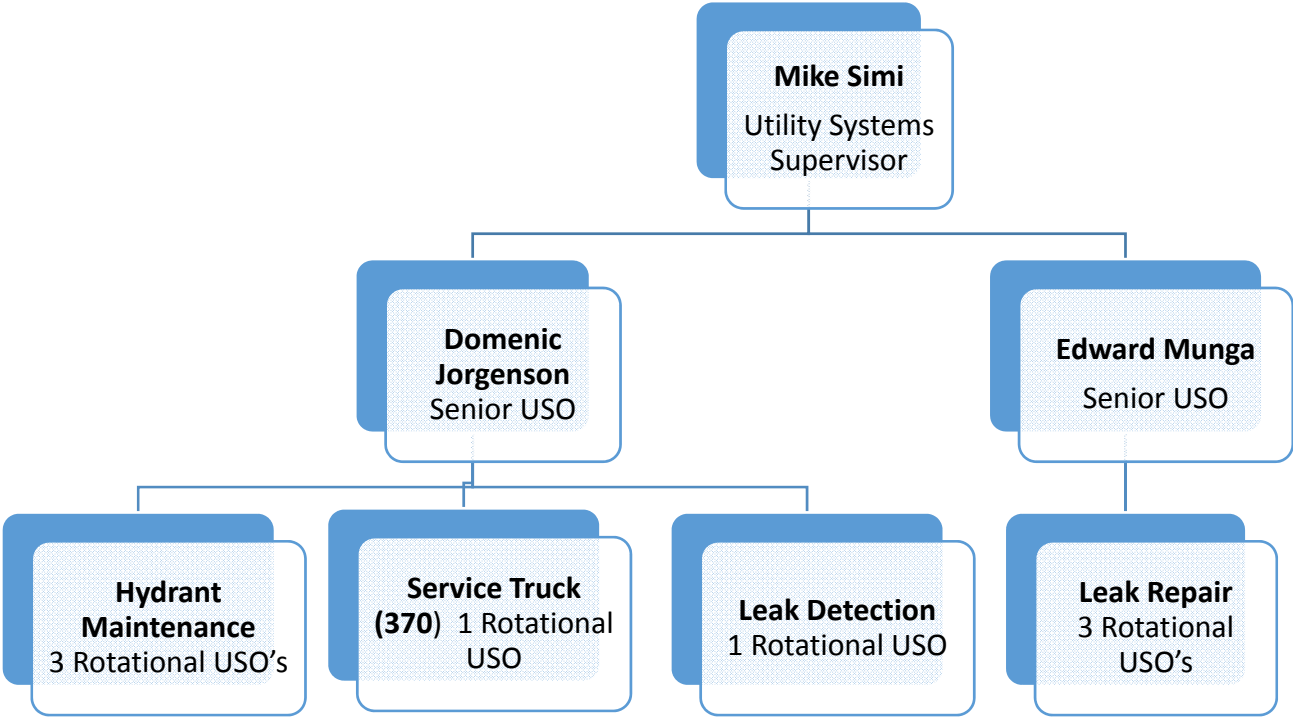 Mike Simi
Utility Systems
Supervisor
Domenic
Jorgenson
Senior USO
Edward Munga
Senior USO
Hydrant
Maintenance
3 Rotational USO’s
Service Truck
(370)  1 Rotational
USO
Leak Detection
1 Rotational USO
Leak Repair
3 Rotational
USO’s